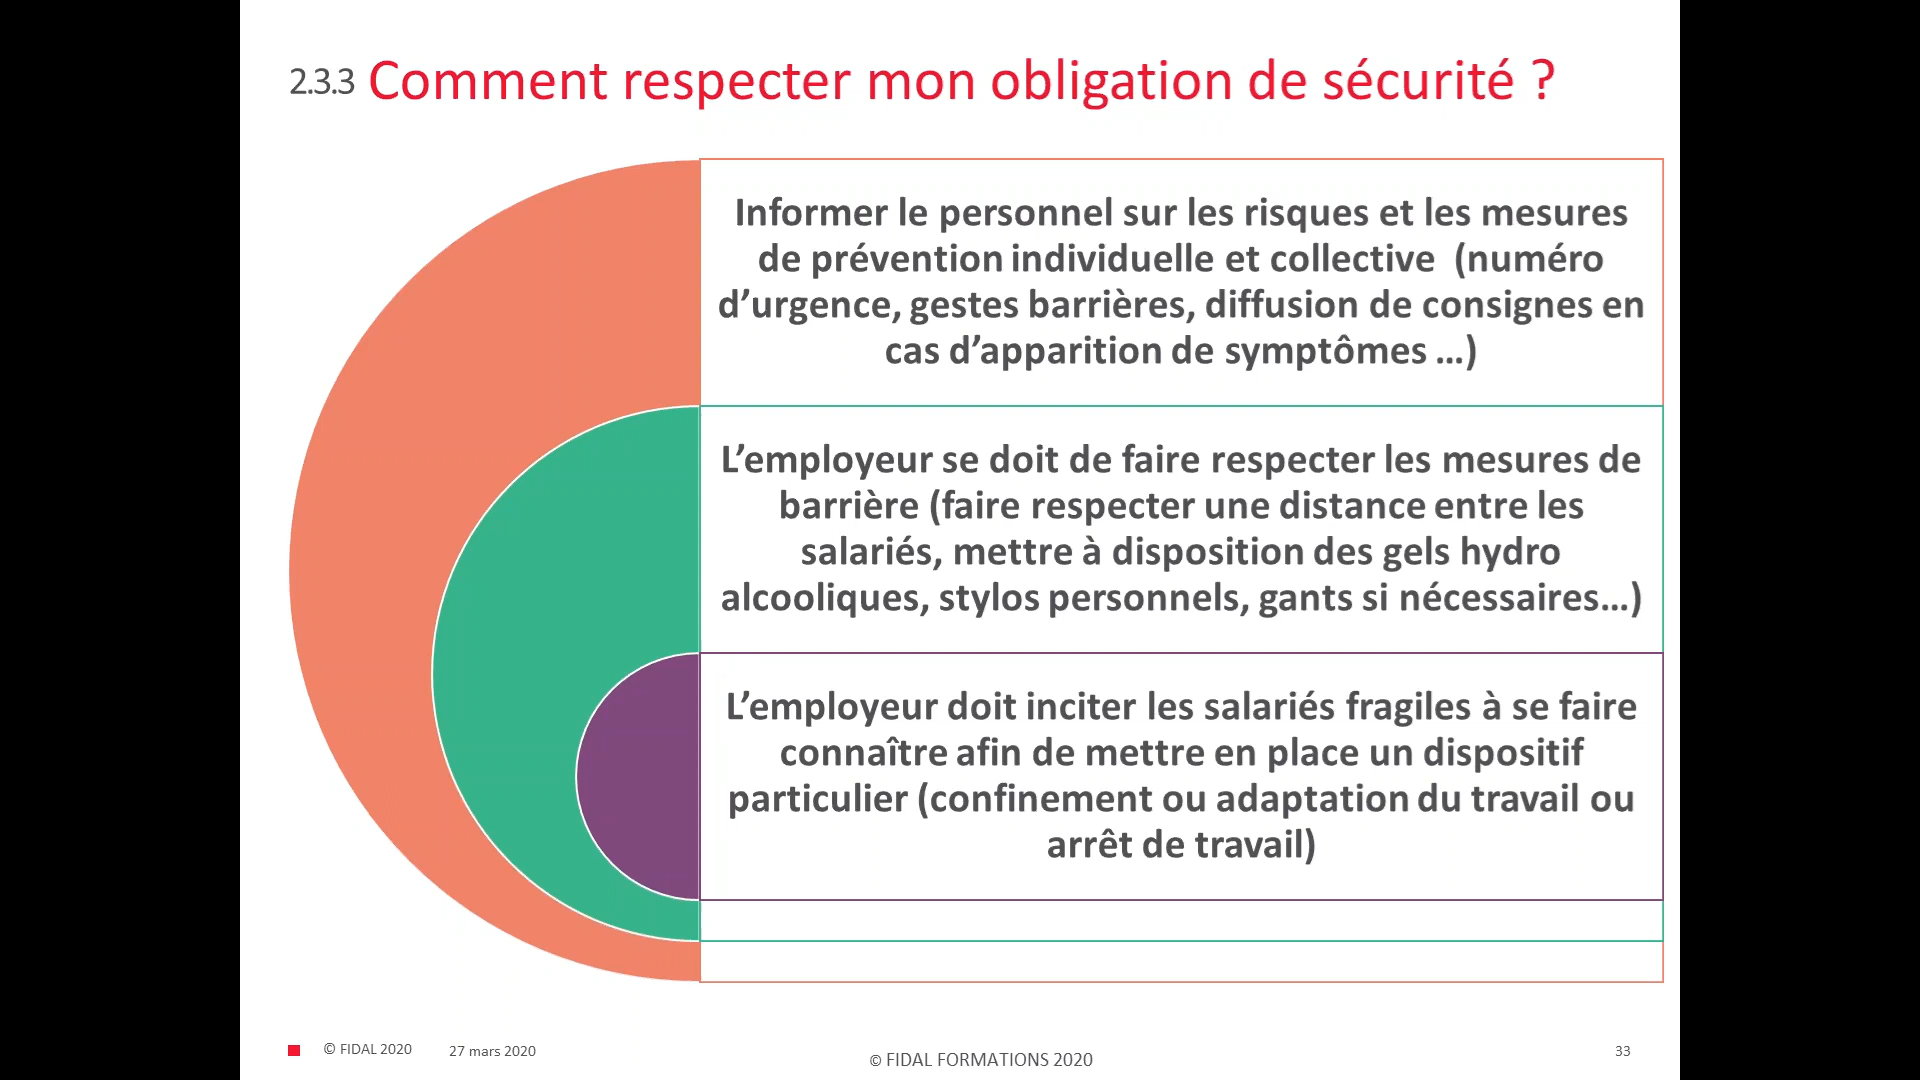 2.3.3 Comment respecter mon obligation de sécurité ?
Informer le personnel sur les risques et les mesures
de prévention individuelle et collective  (numéro
d’urgence, gestes barrières, diffusion de consignes en
cas d’apparition de symptômes …)
L’employeur se doit de faire respecter les mesures de
barrière (faire respecter une distance entre les
salariés, mettre à disposition des gels hydro
alcooliques, stylos personnels, gants si nécessaires…)
L’employeur doit inciter les salariés fragiles à se faire
connaître afin de mettre en place un dispositif
particulier (confinement ou adaptation du travail ou
arrêt de travail)
© FIDAL 2020 27 mars 2020
© FIDAL FORMATIONS 2020
33